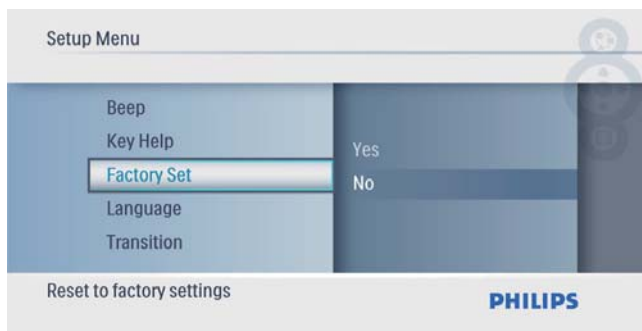 Setup Menu
Beep
Key Help
Factory Set
Language
Transition
Yes
No
Reset to factory settings
PHILIPS